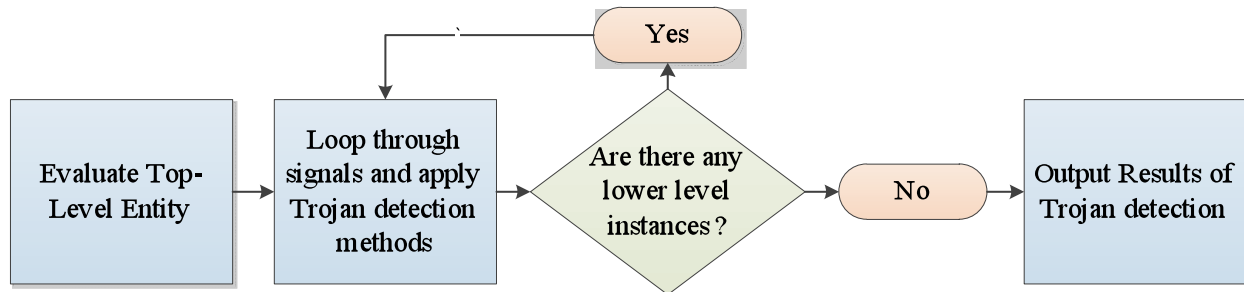 Yes
Evaluate Top-
Level Entity
Loop through
signals and apply
Trojan detection
methods
Are there any
lower level
instances?
No
Output Results of
Trojan detection